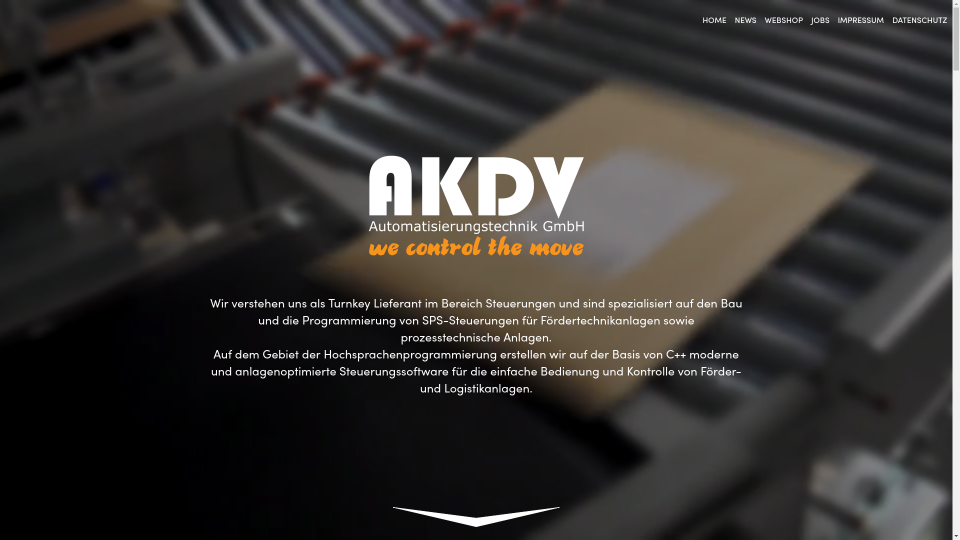 HOME NEWS WEBSHOP JOBS IMPRESSUM DATENSCHUTZ
AKDV
Automatisierungstechnik GmbH
we control the move
Wir verstehen uns als Turnkey Lieferant im Bereich Steuerungen und sind spezialisiert auf den Bau
und die Programmierung von SPS-Steuerungen für Fördertechnikanlagen sowie
prozesstechnische Anlagen.
Auf dem Gebiet der Hochsprachenprogrammierung erstellen wir auf der Basis von C++ moderne
und anlagenoptimierte Steuerungssoftware für die einfache Bedienung und Kontrolle von Förder-
und Logistikanlagen.